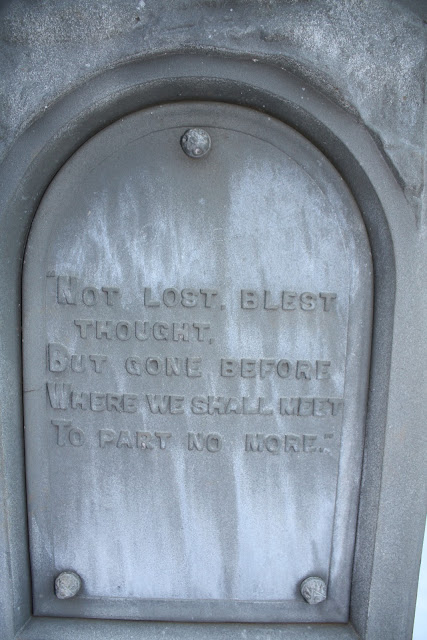 "NOT LOST, BLEST
THOUGHT,
BUT GONE BEFORE
WHERE WE SHALL MEET
TO PART NO MORE."